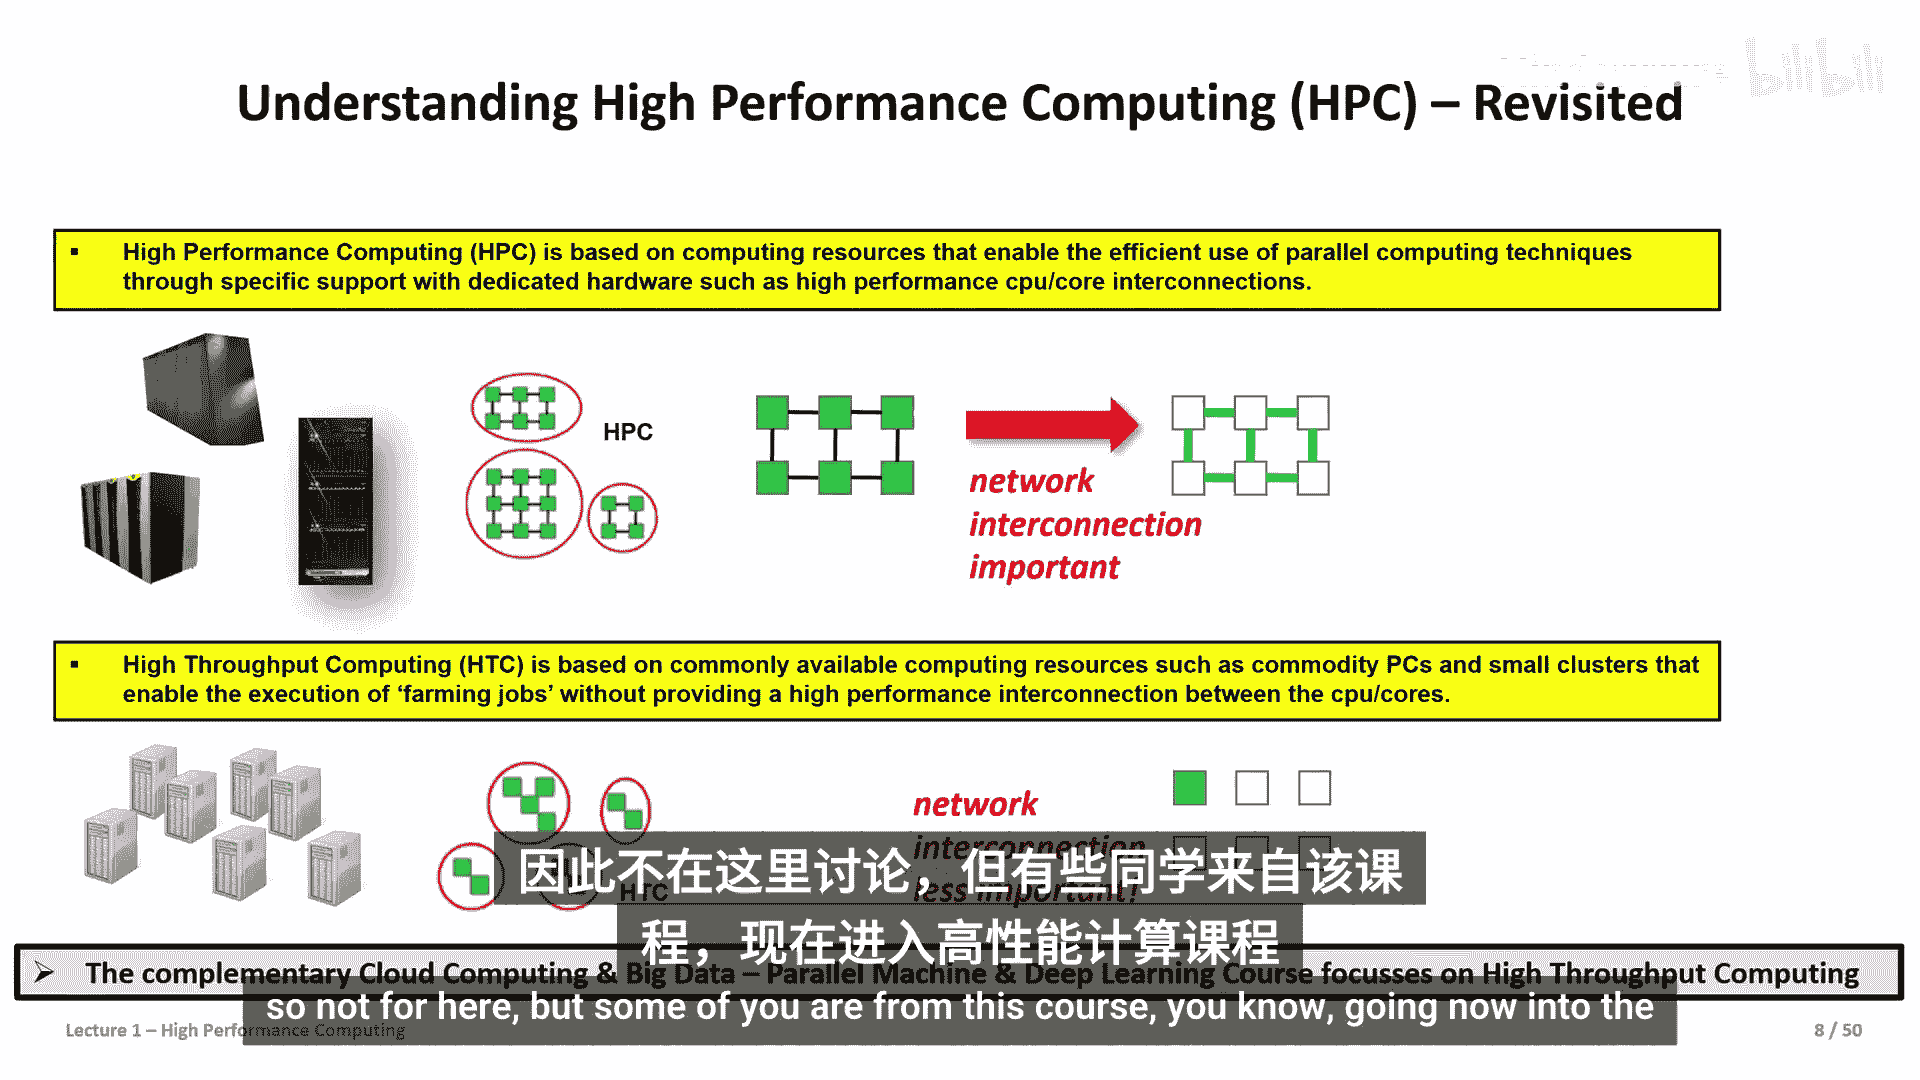 bilibili
Understanding High Performance Computing (HPC) – Revisited
▪ High Performance Computing (HPC) is based on computing resources that enable the efficient use of parallel computing techniques
through specific support with dedicated hardware such as high performance cpu/core interconnections.
HPC
network
interconnection
important
▪ High Throughput Computing (HTC) is based on commonly available computing resources such as commodity PCs and small clusters that
enable the execution of ‘farming jobs’ without providing a high performance interconnection between the cpu/cores.
network
interconnection
less important!
HTC
因此不在这里讨论，但有些同学来自该课
程，现在进入高性能计算课程
➢ The complementary Cloud Computing & Big Data – Parallel Machine & Deep Learning Course focusses on High Throughput Computing
so not for here, but some of you are from this course, you know, going now into the
Lecture 1 – High Performance Computing
8 / 50